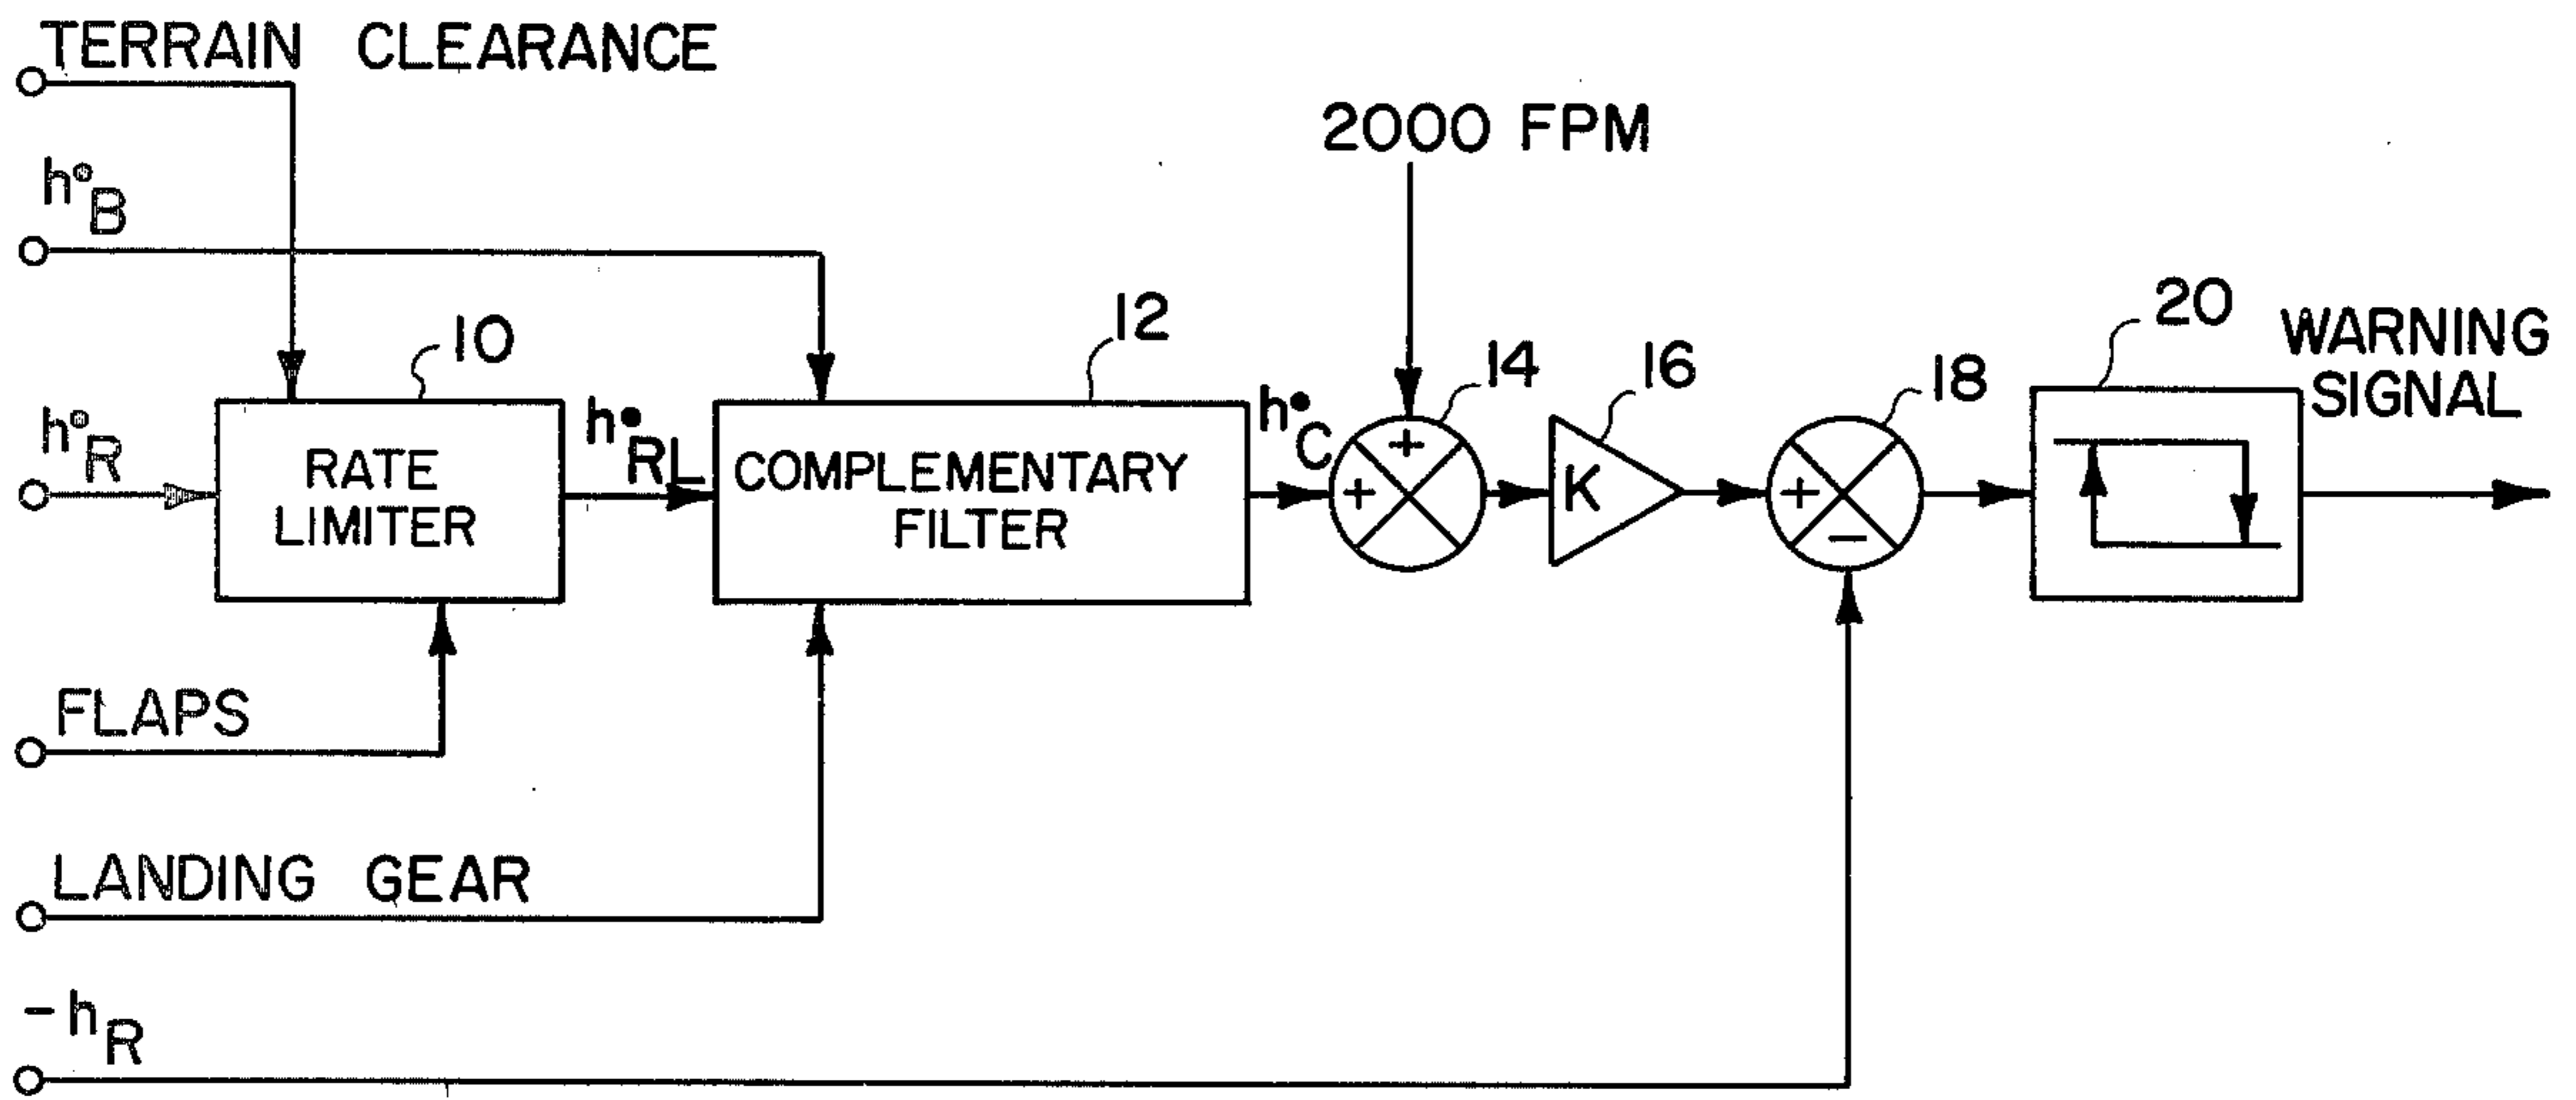 TERRAIN CLEARANCE
2000 FPM
h°B
20
12
10
WARNING
SIGNAL
14
16
18
h°R
h•RL
h•C
RATE
LIMITER
COMPLEMENTARY
FILTER
+
+
K
+
−
FLAPS
LANDING GEAR
− hR